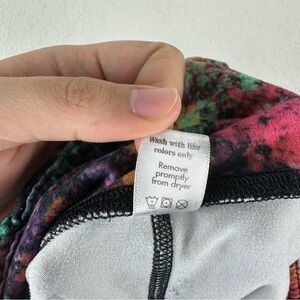 Wash with like
colors only
Remove
promptly
from dryer